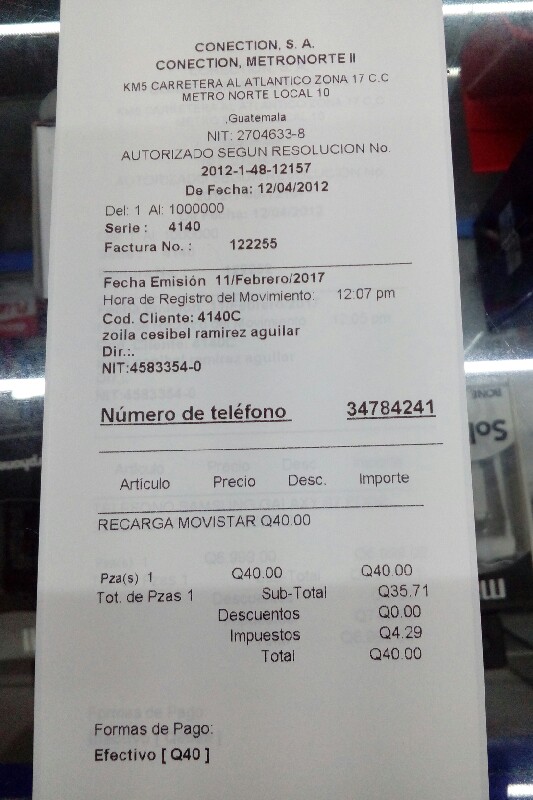 CONECTION, S. A.
CONECTION, METRONORTE II
KM5 CARRETERA AL ATLANTICO ZONA 17 C.C
METRO NORTE LOCAL 10
,Guatemala
NIT: 2704633-8
AUTORIZADO SEGUN RESOLUCION No.
2012-1-48-12157
De Fecha: 12/04/2012
Del: 1 Al: 1000000
Serie : 4140
Factura No. : 122255
Fecha Emisión 11/Febrero/2017
Hora de Registro del Movimiento: 12:07 pm
Cod. Cliente: 4140C
zoila cesibel ramirez aguilar
Dir.:.
NIT:4583354-0
Número de teléfono 34784241
Artículo Precio Desc. Importe
RECARGA MOVISTAR Q40.00
Pza(s) 1 Q40.00 Q40.00
Tot. de Pzas 1 Sub-Total Q35.71
Descuentos Q0.00
Impuestos Q4.29
Total Q40.00
Formas de Pago:
Efectivo [ Q40 ]